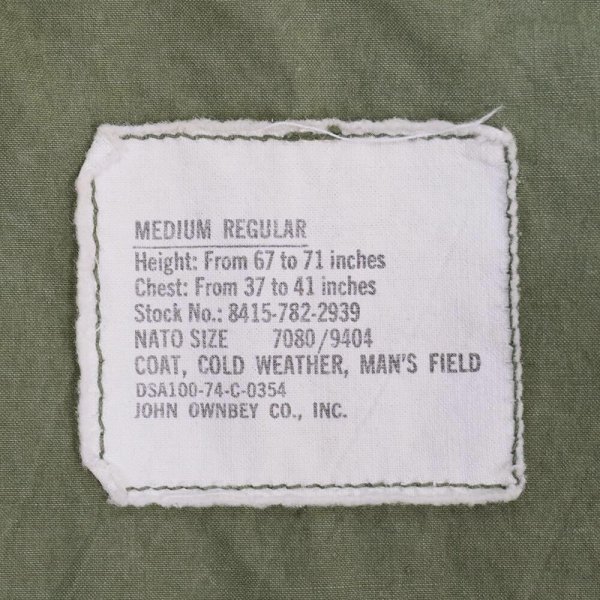 MEDIUM REGULAR
Height: From 67 to 71 inches
Chest: From 37 to 41 inches
Stock No.: 8415-782-2939
NATO SIZE 7080/9404
COAT, COLD WEATHER, MAN'S FIELD
DSA100-74-C-0354
JOHN OWNBEY CO., INC.